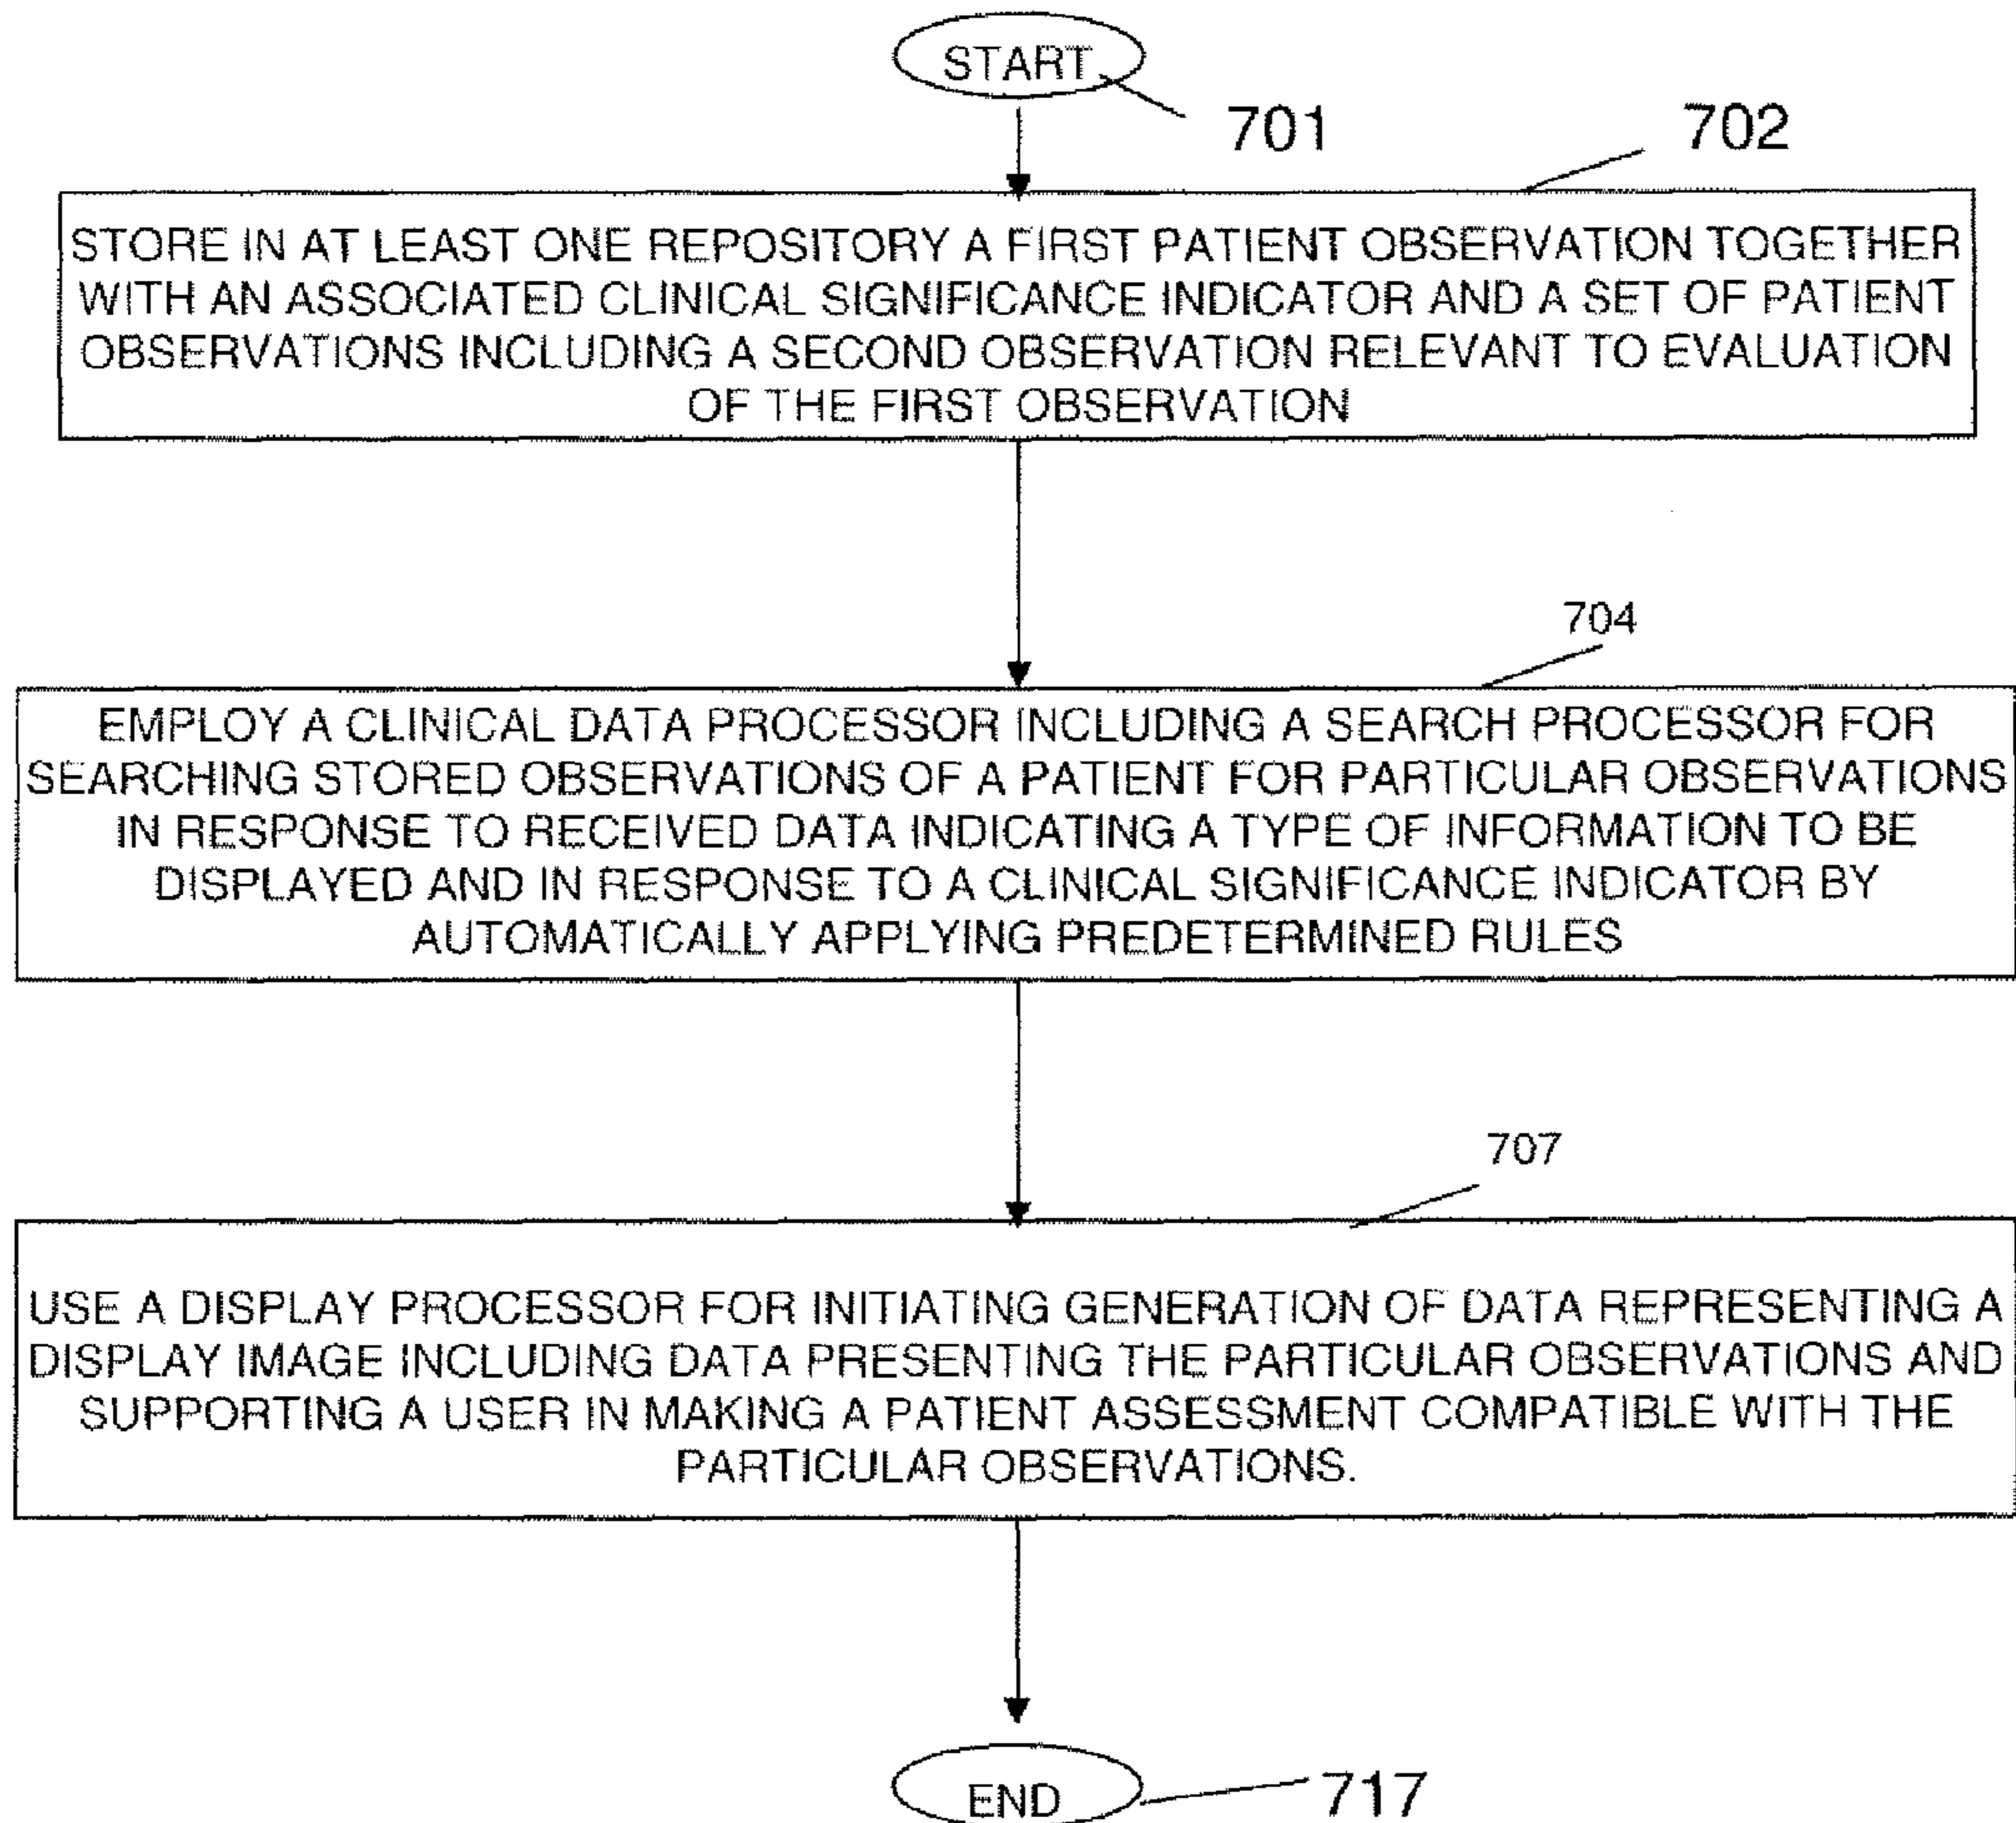 START
701
702
STORE IN AT LEAST ONE REPOSITORY A FIRST PATIENT OBSERVATION TOGETHER
WITH AN ASSOCIATED CLINICAL SIGNIFICANCE INDICATOR AND A SET OF PATIENT
OBSERVATIONS INCLUDING A SECOND OBSERVATION RELEVANT TO EVALUATION
OF THE FIRST OBSERVATION
704
EMPLOY A CLINICAL DATA PROCESSOR INCLUDING A SEARCH PROCESSOR FOR
SEARCHING STORED OBSERVATIONS OF A PATIENT FOR PARTICULAR OBSERVATIONS
IN RESPONSE TO RECEIVED DATA INDICATING A TYPE OF INFORMATION TO BE
DISPLAYED AND IN RESPONSE TO A CLINICAL SIGNIFICANCE INDICATOR BY
AUTOMATICALLY APPLYING PREDETERMINED RULES
707
USE A DISPLAY PROCESSOR FOR INITIATING GENERATION OF DATA REPRESENTING A
DISPLAY IMAGE INCLUDING DATA PRESENTING THE PARTICULAR OBSERVATIONS AND
SUPPORTING A USER IN MAKING A PATIENT ASSESSMENT COMPATIBLE WITH THE
PARTICULAR OBSERVATIONS.
END
717